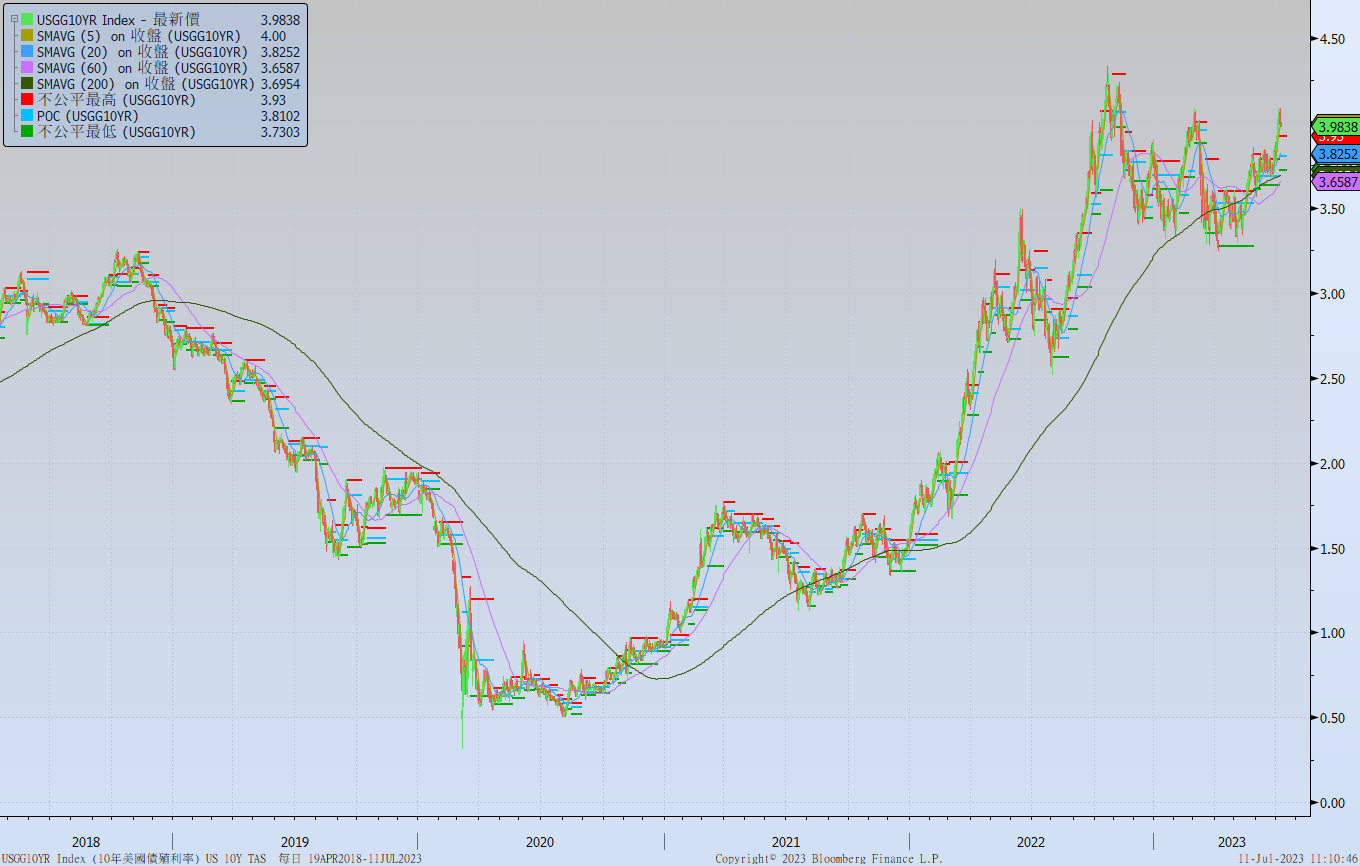 USGG10YR Index - 最新價 3.9838
SMAVG (5) on 收盤 (USGG10YR) 4.00
SMAVG (20) on 收盤 (USGG10YR) 3.8252
SMAVG (60) on 收盤 (USGG10YR) 3.6587
SMAVG (200) on 收盤 (USGG10YR) 3.6954
不公平最高 (USGG10YR) 3.93
POC (USGG10YR) 3.8102
不公平最低 (USGG10YR) 3.7303
4.50
3.9838
3.93
3.8252
3.6587
3.50
3.00
2.50
2.00
1.50
1.00
0.50
0.00
2018 2019 2020 2021 2022 2023
USGG10YR Index (10年美國債殖利率) US 10Y TAS 每日 19APR2018-11JUL2023 Copyright© 2023 Bloomberg Finance L.P. 11-Jul-2023 11:10:46